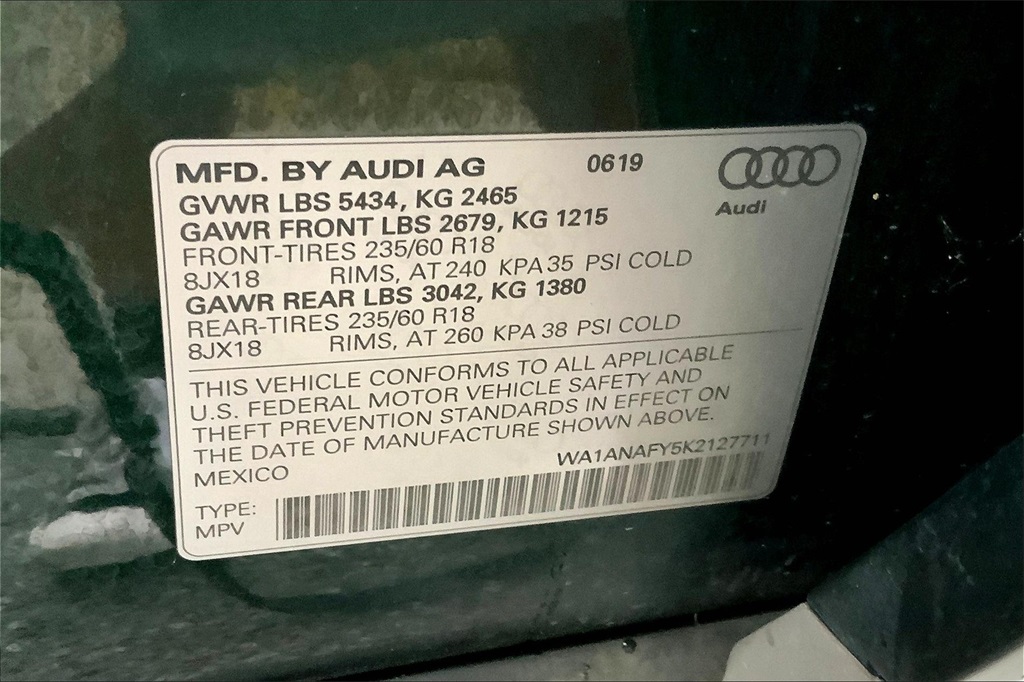 MFD. BY AUDI AG 0619
Audi
GVWR LBS 5434, KG 2465
GAWR FRONT LBS 2679, KG 1215
FRONT-TIRES 235/60 R18
8JX18 RIMS, AT 240 KPA 35 PSI COLD
GAWR REAR LBS 3042, KG 1380
REAR-TIRES 235/60 R18
8JX18 RIMS, AT 260 KPA 38 PSI COLD
THIS VEHICLE CONFORMS TO ALL APPLICABLE
U.S. FEDERAL MOTOR VEHICLE SAFETY AND
THEFT PREVENTION STANDARDS IN EFFECT ON
THE DATE OF MANUFACTURE SHOWN ABOVE.
MEXICO WA1ANAFY5K2127711
TYPE:
MPV